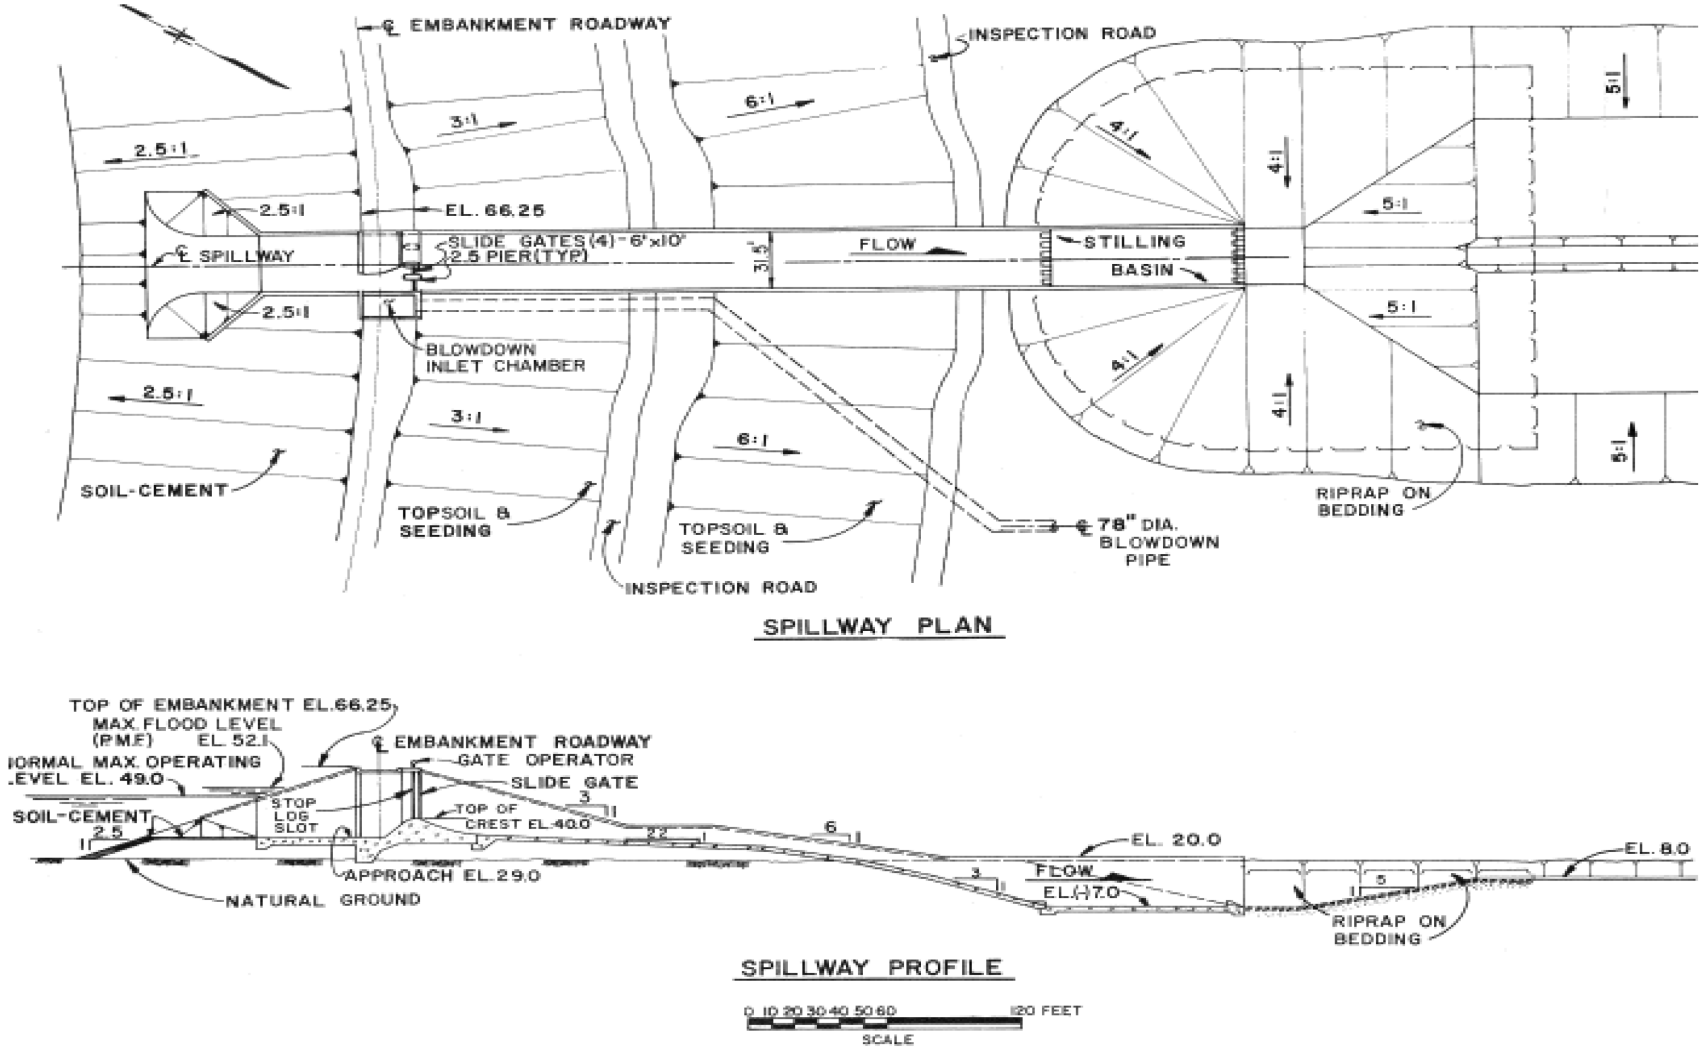 ℄ EMBANKMENT ROADWAY
INSPECTION ROAD
6:1
3:1
5:1
4:1
2.5:1
4:1
2.5:1
EL. 66.25
5:1
SLIDE GATES (4) - 6'x10'
2.5 PIER (TYP.)
℄ SPILLWAY
31.5'
FLOW
STILLING
BASIN
2.5:1
5:1
BLOWDOWN
INLET CHAMBER
4:1
2.5:1
4:1
3:1
6:1
5:1
SOIL-CEMENT
TOPSOIL &
SEEDING
TOPSOIL &
SEEDING
RIPRAP ON
BEDDING
℄ 78" DIA.
BLOWDOWN
PIPE
INSPECTION ROAD
SPILLWAY PLAN
TOP OF EMBANKMENT EL. 66.25
MAX. FLOOD LEVEL
(P.M.F.) EL. 52.1
NORMAL MAX. OPERATING
LEVEL EL. 49.0
℄ EMBANKMENT ROADWAY
GATE OPERATOR
SLIDE GATE
SOIL-CEMENT
STOP
LOG
SLOT
TOP OF
CREST EL. 40.0
3
1
2.5
1
22
1
6
1
EL. 20.0
EL. 8.0
APPROACH EL. 29.0
NATURAL GROUND
FLOW
3
1
EL. (-) 7.0
5
1
RIPRAP ON
BEDDING
SPILLWAY PROFILE
0 10 20 30 40 50 60 120 FEET
SCALE